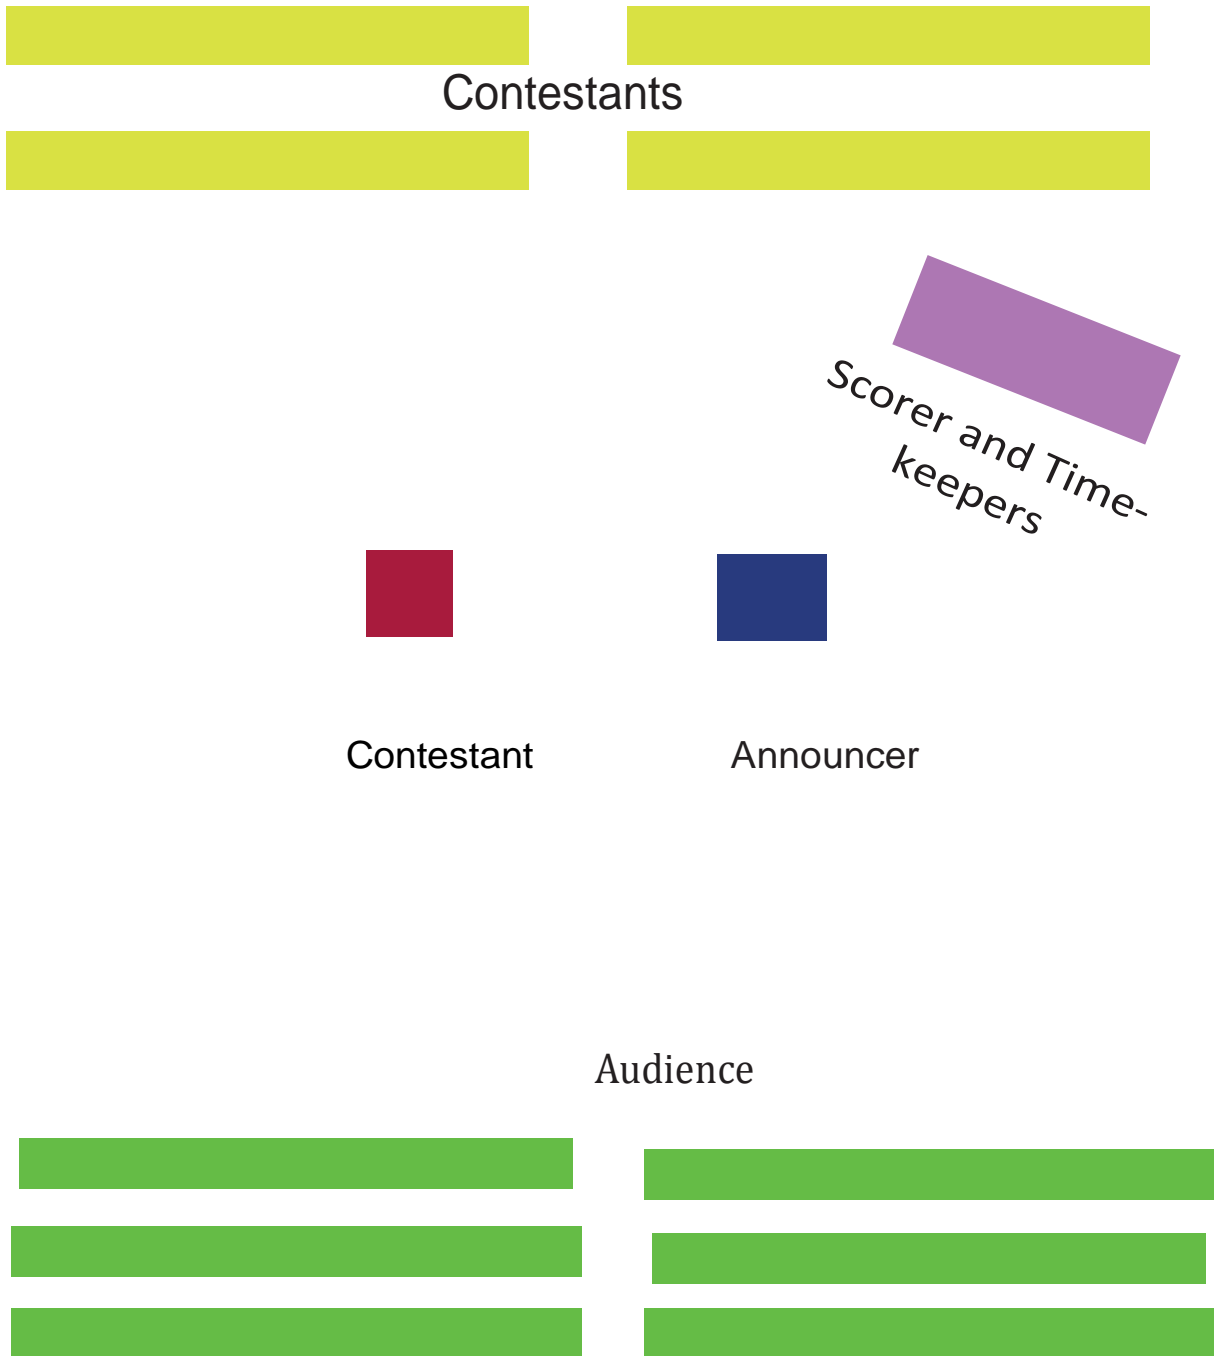 Contestants
Scorer and Time-
keepers
Contestant
Announcer
Audience